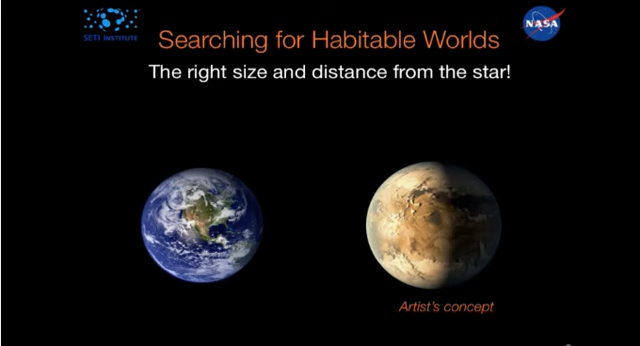 SETI INSTITUTE
NASA
Searching for Habitable Worlds
The right size and distance from the star!
Artist's concept